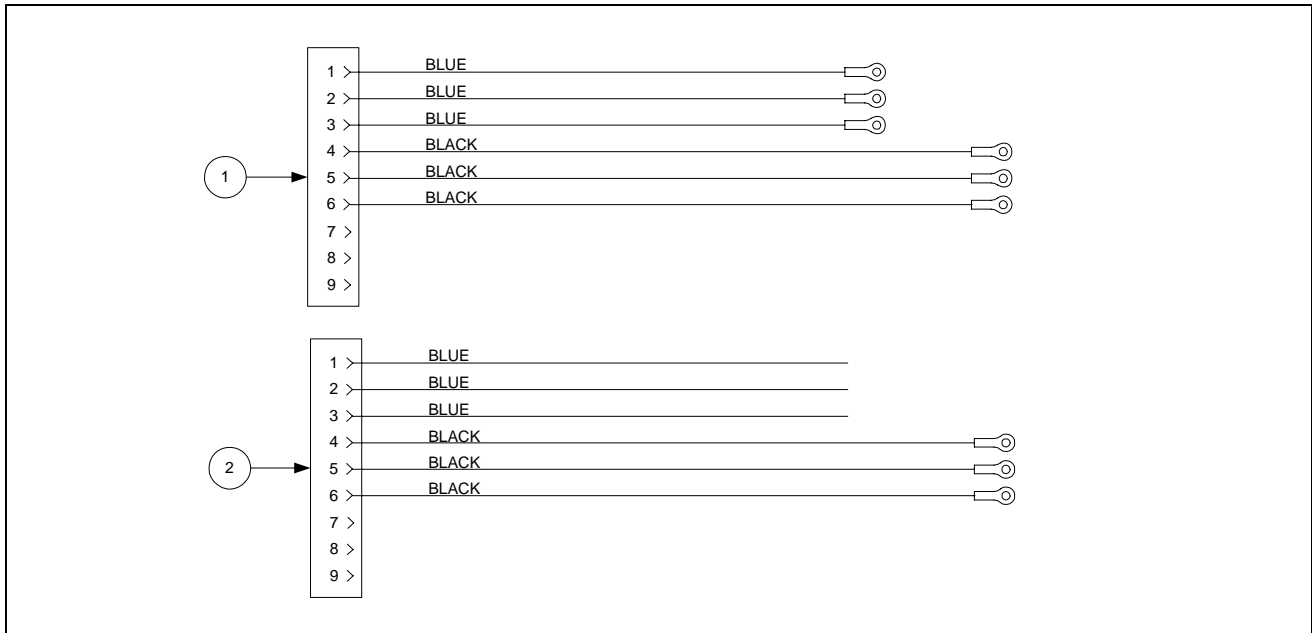 1 BLUE
2 BLUE
3 BLUE
4 BLACK
1
5 BLACK
6 BLACK
7
8
9
1 BLUE
2 BLUE
3 BLUE
4 BLACK
2
5 BLACK
6 BLACK
7
8
9